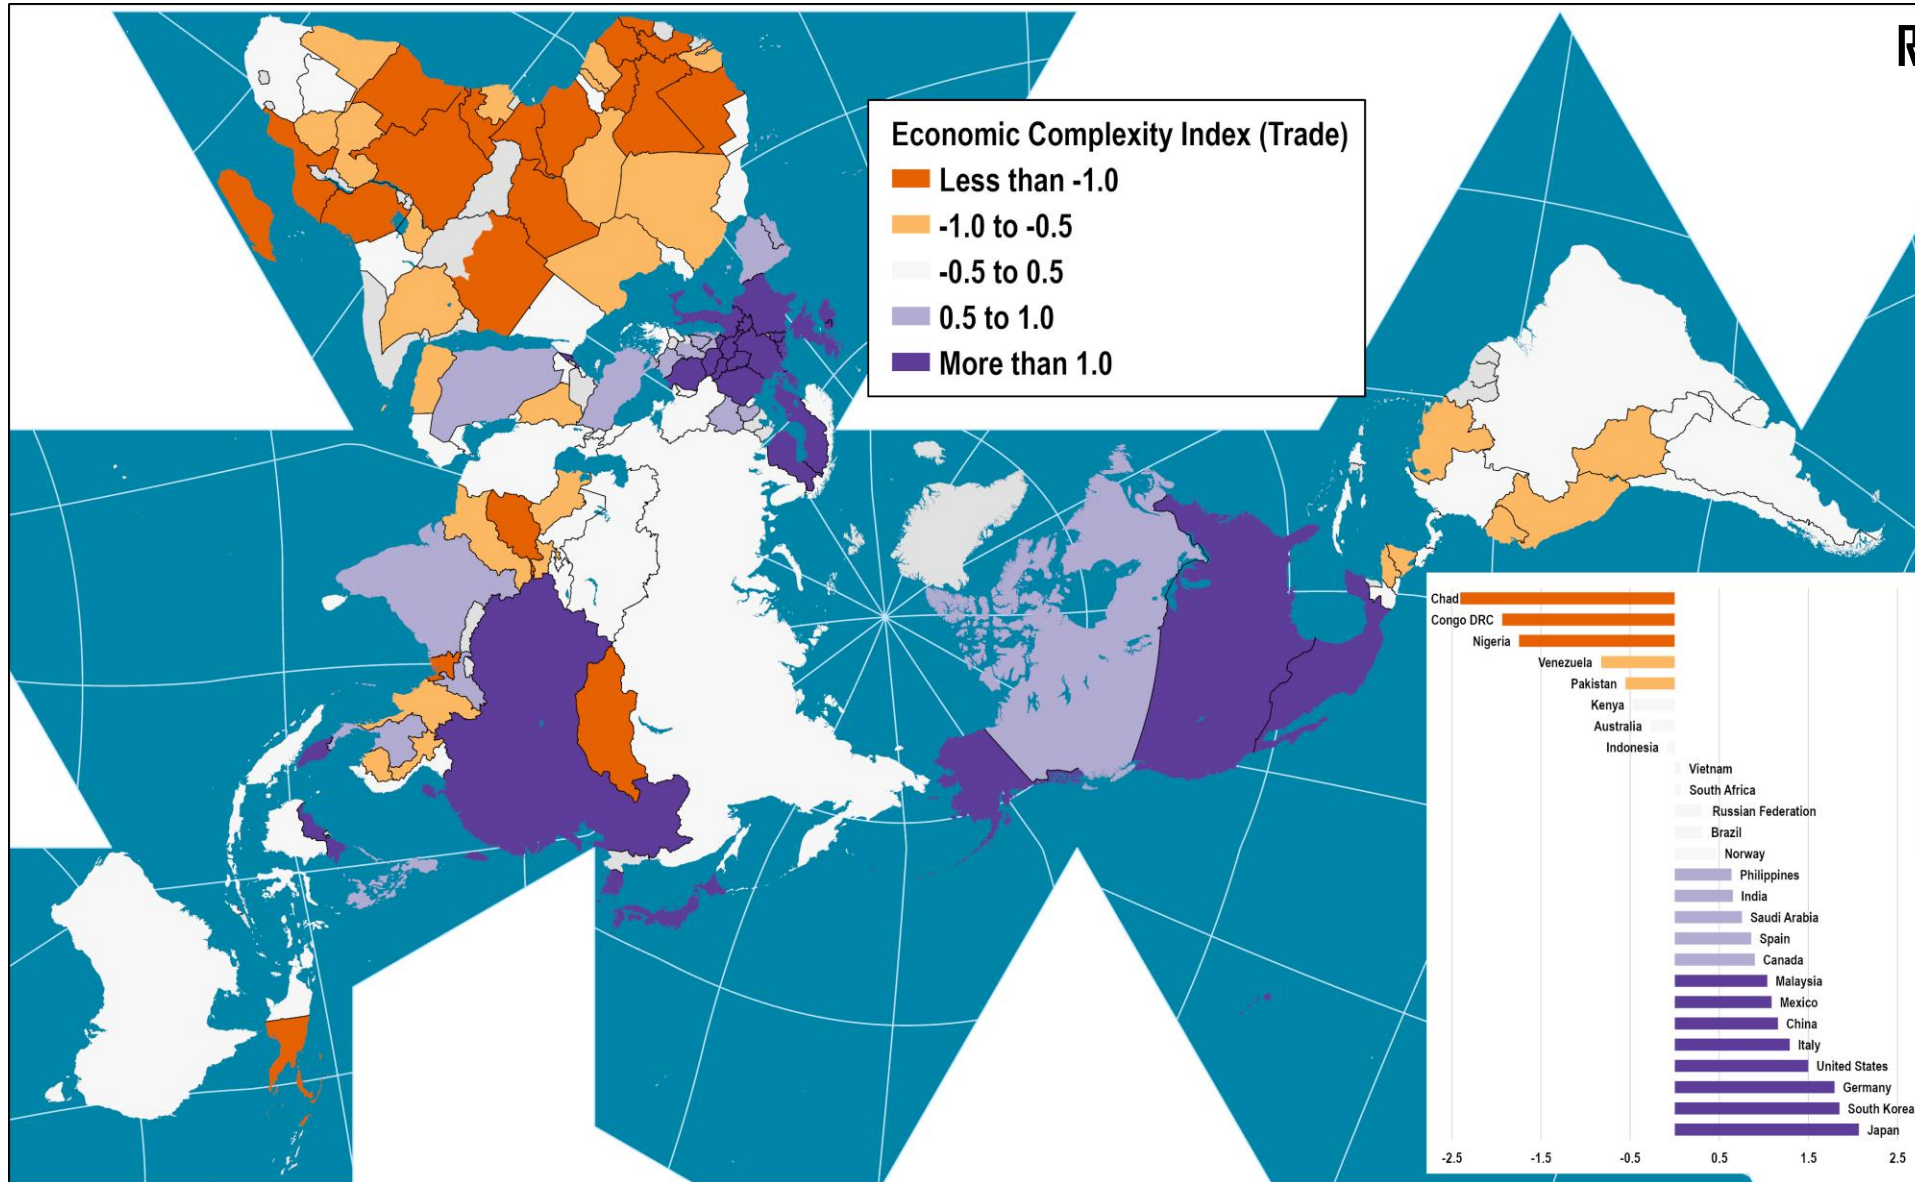 R
Economic Complexity Index (Trade)
Less than -1.0
-1.0 to -0.5
-0.5 to 0.5
0.5 to 1.0
More than 1.0
Chad
Congo DRC
Nigeria
Venezuela
Pakistan
Kenya
Australia
Indonesia
Vietnam
South Africa
Russian Federation
Brazil
Norway
Philippines
India
Saudi Arabia
Spain
Canada
Malaysia
Mexico
China
Italy
United States
Germany
South Korea
Japan
-2.5 -1.5 -0.5 0.5 1.5 2.5